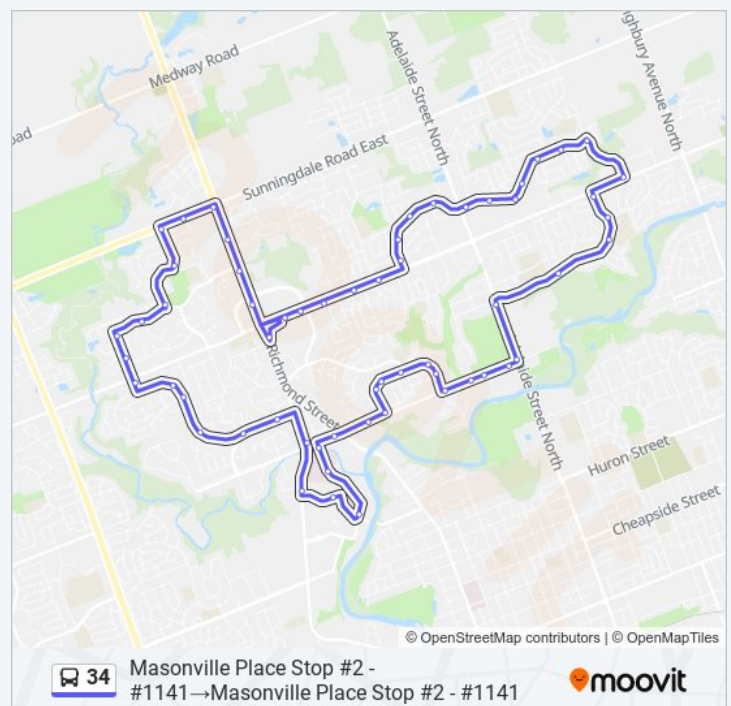 Medway Road
Adelaide Street North
ghbury Avenue North
oad
Sunningdale Road East
Richmond Street
aide Street North
Huron Street
Cheapside Street
© OpenStreetMap contributors | © OpenMapTiles
34
Masonville Place Stop #2 -
#1141→Masonville Place Stop #2 - #1141
moovit